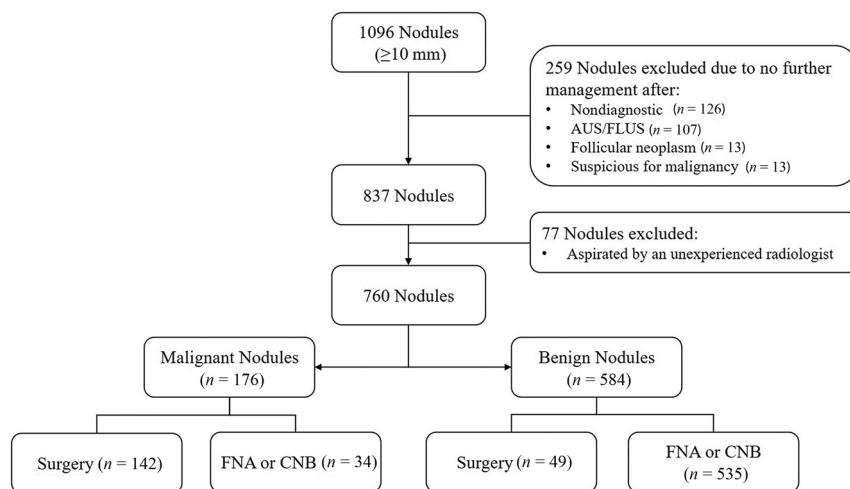 1096 Nodules
(≥10 mm)
259 Nodules excluded due to no further
management after:
• Nondiagnostic (n = 126)
• AUS/FLUS (n = 107)
• Follicular neoplasm (n = 13)
• Suspicious for malignancy (n = 13)
837 Nodules
77 Nodules excluded:
• Aspirated by an unexperienced radiologist
760 Nodules
Malignant Nodules
(n = 176)
Benign Nodules
(n = 584)
Surgery (n = 142)
FNA or CNB (n = 34)
Surgery (n = 49)
FNA or CNB
(n = 535)